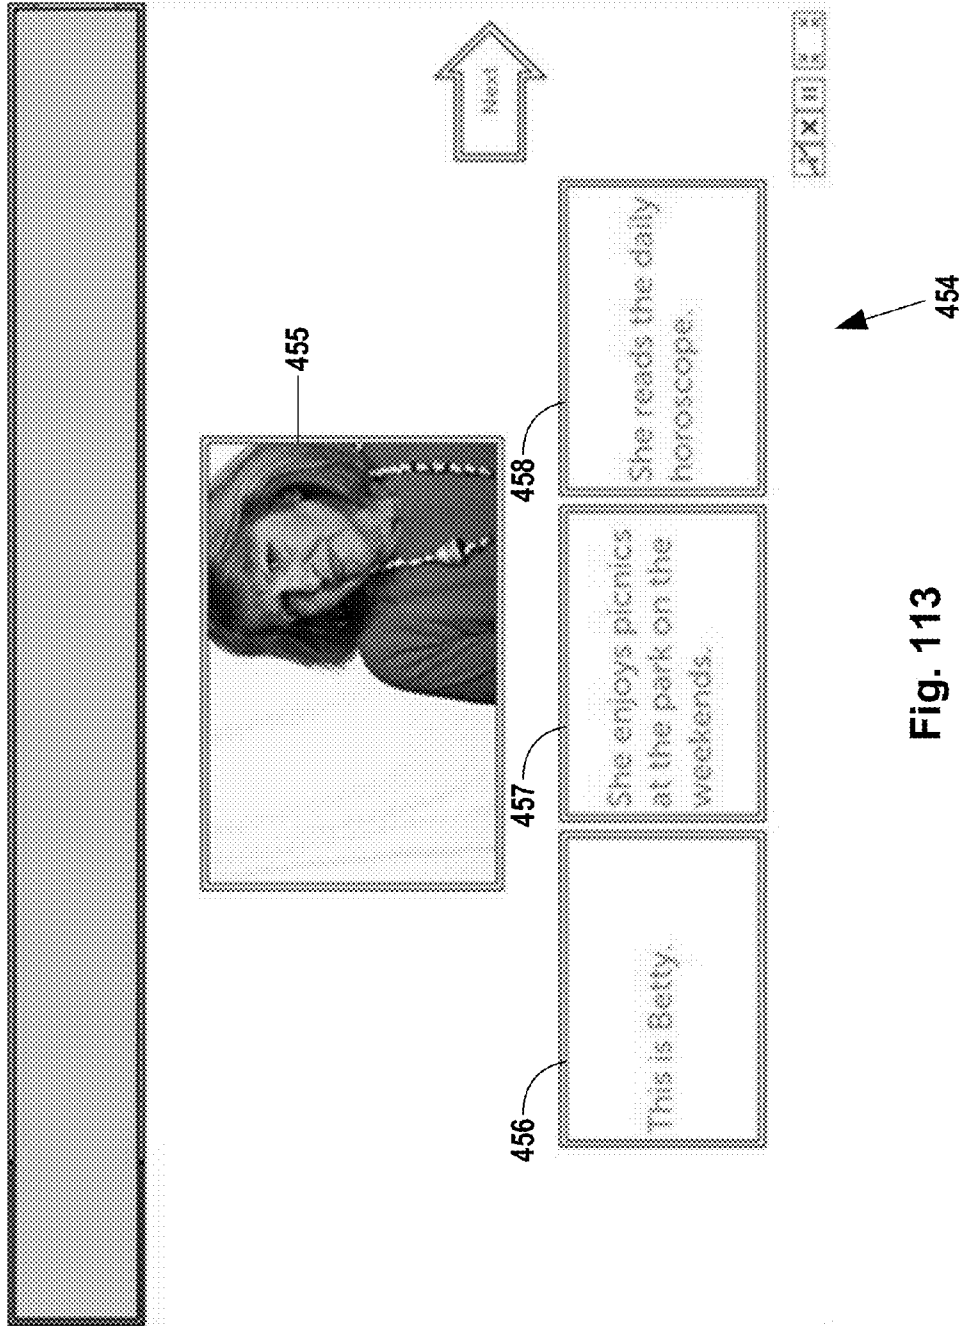 Next
455
456
This is Betty.
457
She enjoys picnics
at the park on the
weekends.
458
She reads the daily
horoscope.
454
Fig. 113